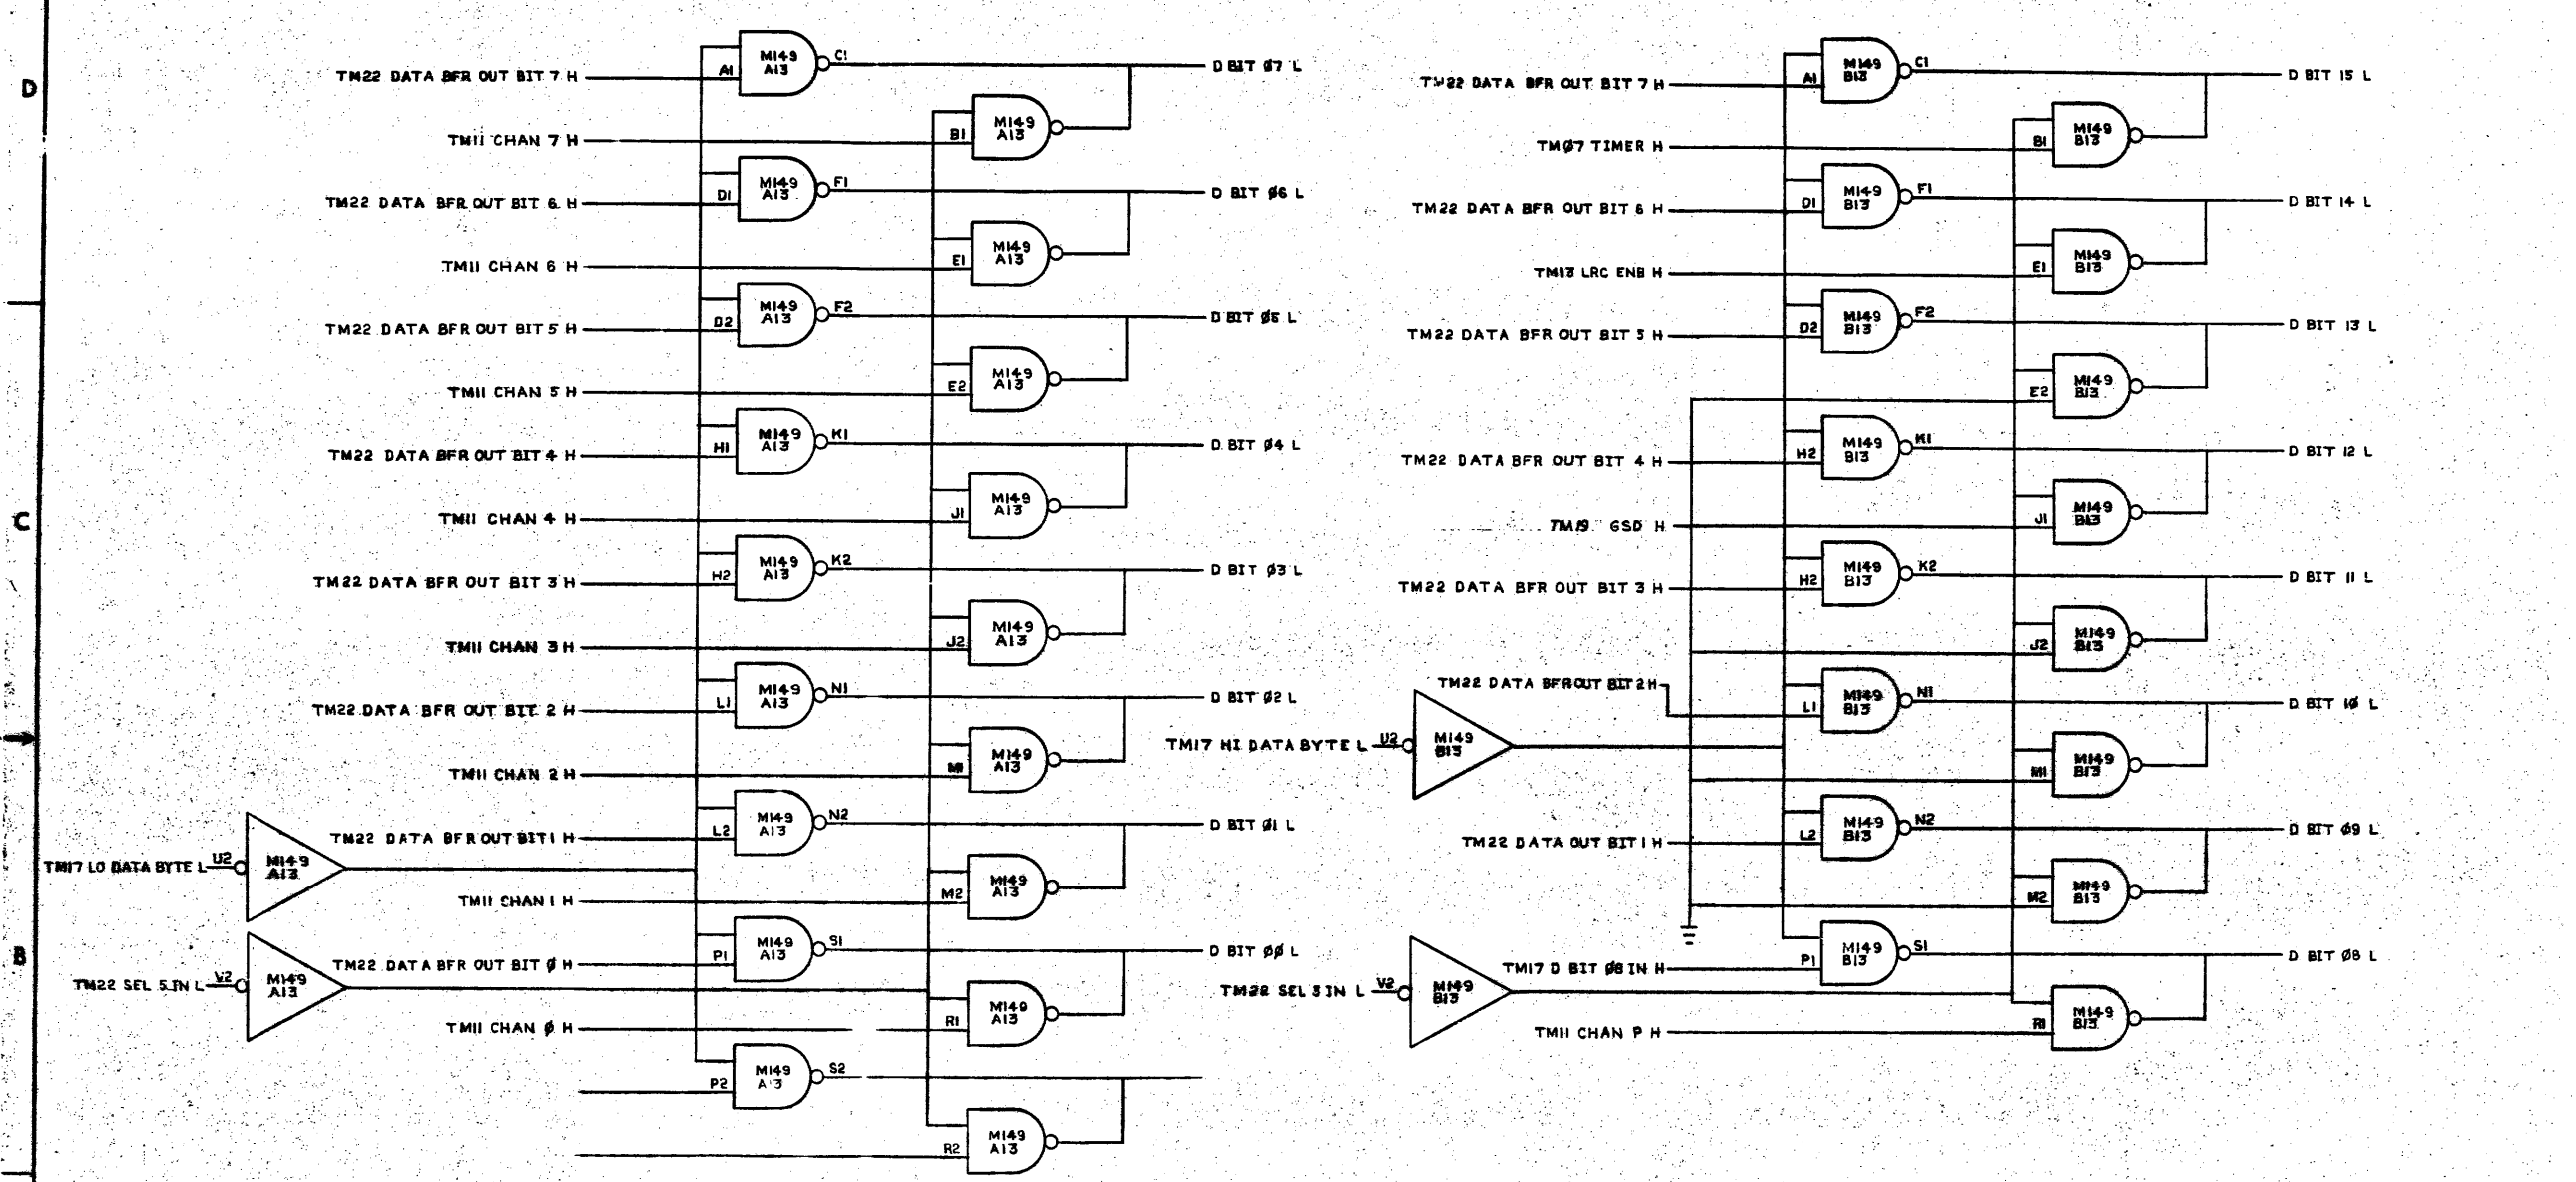 D
C
B
M149
A13
TM22 DATA BFR OUT BIT 7 H
A1
C1
D BIT Ø7 L
TM11 CHAN 7 H
B1
M149
A13
TM22 DATA BFR OUT BIT 6 H
D1
M149
A13
F1
D BIT Ø6 L
TM11 CHAN 6 H
E1
M149
A13
TM22 DATA BFR OUT BIT 5 H
D2
M149
A13
F2
D BIT Ø5 L
TM11 CHAN 5 H
E2
M149
A13
TM22 DATA BFR OUT BIT 4 H
H1
M149
A13
K1
D BIT Ø4 L
TM11 CHAN 4 H
J1
M149
A13
TM22 DATA BFR OUT BIT 3 H
H2
M149
A13
K2
D BIT Ø3 L
TM11 CHAN 3 H
J2
M149
A13
TM22 DATA BFR OUT BIT 2 H
L1
M149
A13
N1
D BIT Ø2 L
TM11 CHAN 2 H
M1
M149
A13
TM22 DATA BFR OUT BIT 1 H
L2
M149
A13
N2
D BIT Ø1 L
TM17 LO DATA BYTE L
U2
M149
A13
TM11 CHAN 1 H
M2
M149
A13
TM22 DATA BFR OUT BIT Ø H
P1
M149
A13
S1
D BIT ØØ L
TM22 SEL 5 IN L
V2
M149
A13
TM11 CHAN Ø H
R1
M149
A13
P2
M149
A13
S2
R2
M149
A13
TM22 DATA BFR OUT BIT 7 H
A1
M149
B13
C1
D BIT 15 L
TMØ7 TIMER H
B1
M149
B13
TM22 DATA BFR OUT BIT 6 H
D1
M149
B13
F1
D BIT 14 L
TM13 LRC ENB H
E1
M149
B13
TM22 DATA BFR OUT BIT 5 H
D2
M149
B13
F2
D BIT 13 L
E2
M149
B13
TM22 DATA BFR OUT BIT 4 H
H2
M149
B13
K1
D BIT 12 L
TM19 GSD H
J1
M149
B13
TM22 DATA BFR OUT BIT 3 H
H2
M149
B13
K2
D BIT 11 L
J2
M149
B13
TM22 DATA BFR OUT BIT 2 H
L1
M149
B13
N1
D BIT 1Ø L
TM17 HI DATA BYTE L
U2
M149
B13
M1
M149
B13
TM22 DATA OUT BIT 1 H
L2
M149
B13
N2
D BIT Ø9 L
M2
M149
B13
TM17 D BIT Ø8 IN H
P1
M149
B13
S1
D BIT Ø8 L
TM22 SEL 5 IN L
V2
M149
B13
TM11 CHAN P H
R1
M149
B13